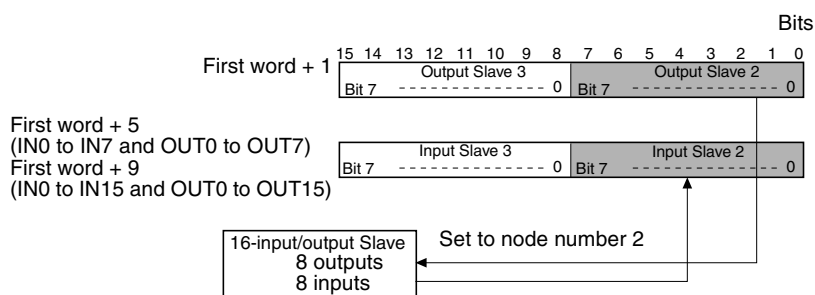 Bits
15 14 13 12 11 10 9 8 7 6 5 4 3 2 1 0
First word + 1
Output Slave 3
Output Slave 2
Bit 7 - - - - - - - - - - - - - - - - 0
Bit 7 - - - - - - - - - - - - - - - - 0
First word + 5
(IN0 to IN7 and OUT0 to OUT7)
First word + 9
(IN0 to IN15 and OUT0 to OUT15)
Input Slave 3
Input Slave 2
Bit 7 - - - - - - - - - - - - - - - - 0
Bit 7 - - - - - - - - - - - - - - - - 0
16-input/output Slave
8 outputs
8 inputs
Set to node number 2